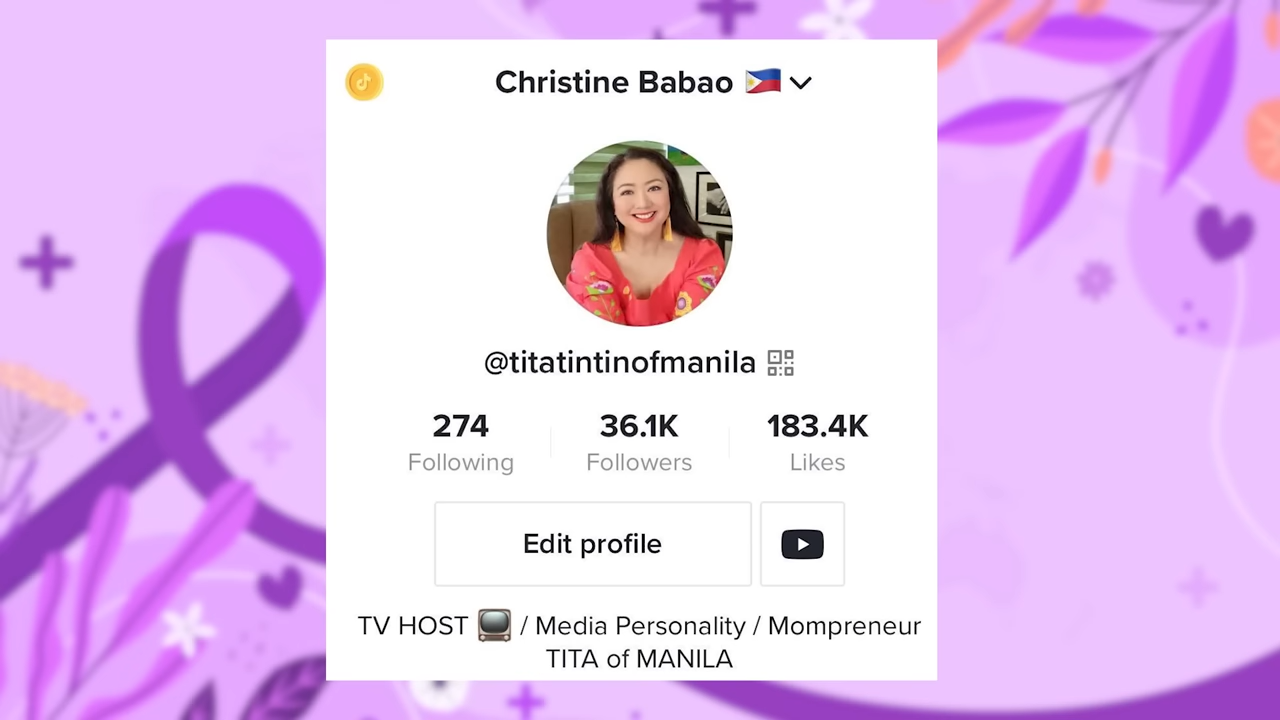 Christine Babao 🇵🇭
@titatintinofmanila
274 36.1K 183.4K
Following Followers Likes
Edit profile
TV HOST 📺 / Media Personality / Mompreneur
TITA of MANILA